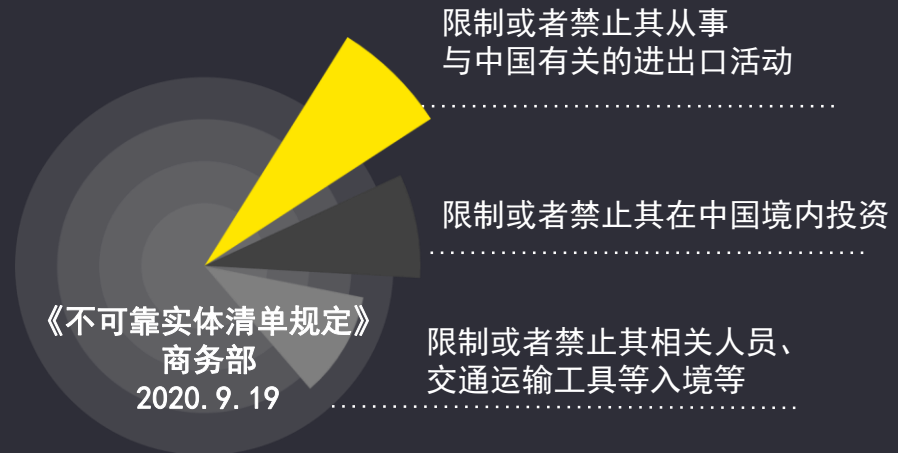 限制或者禁止其从事
与中国有关的进出口活动
限制或者禁止其在中国境内投资
《不可靠实体清单规定》
商务部
2020.9.19
限制或者禁止其相关人员、
交通运输工具等入境等